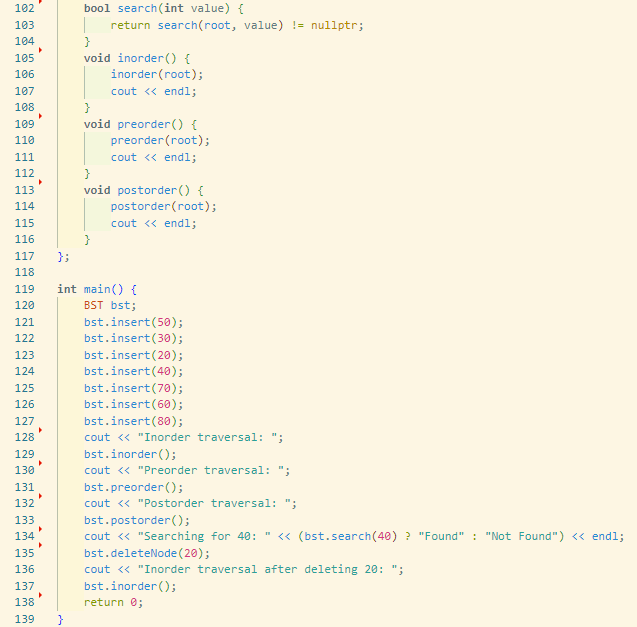 102 bool search(int value) {
103 return search(root, value) != nullptr;
104 }
105 void inorder() {
106 inorder(root);
107 cout << endl;
108 }
109 void preorder() {
110 preorder(root);
111 cout << endl;
112 }
113 void postorder() {
114 postorder(root);
115 cout << endl;
116 }
117 };
118
119 int main() {
120 BST bst;
121 bst.insert(50);
122 bst.insert(30);
123 bst.insert(20);
124 bst.insert(40);
125 bst.insert(70);
126 bst.insert(60);
127 bst.insert(80);
128 cout << "Inorder traversal: ";
129 bst.inorder();
130 cout << "Preorder traversal: ";
131 bst.preorder();
132 cout << "Postorder traversal: ";
133 bst.postorder();
134 cout << "Searching for 40: " << (bst.search(40) ? "Found" : "Not Found") << endl;
135 bst.deleteNode(20);
136 cout << "Inorder traversal after deleting 20: ";
137 bst.inorder();
138 return 0;
139 }